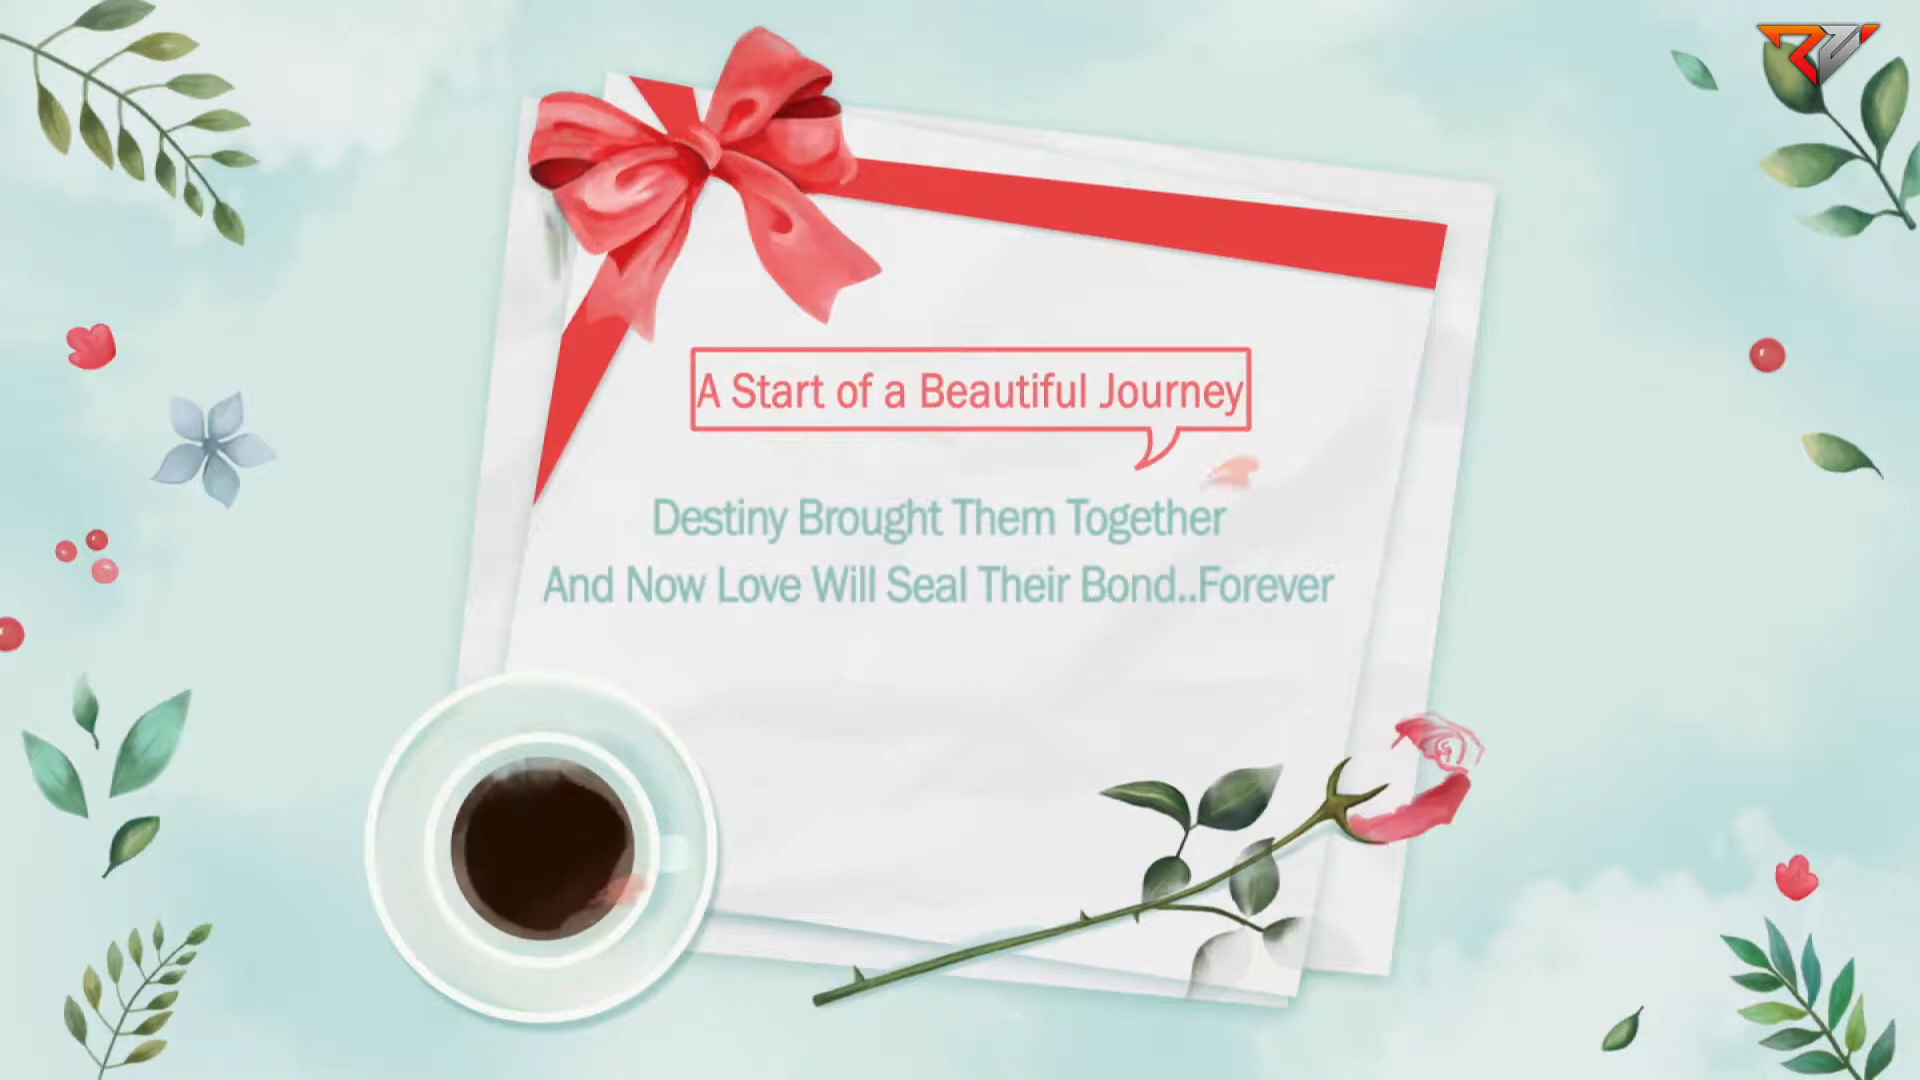 A Start of a Beautiful Journey
Destiny Brought Them Together
And Now Love Will Seal Their Bond..Forever